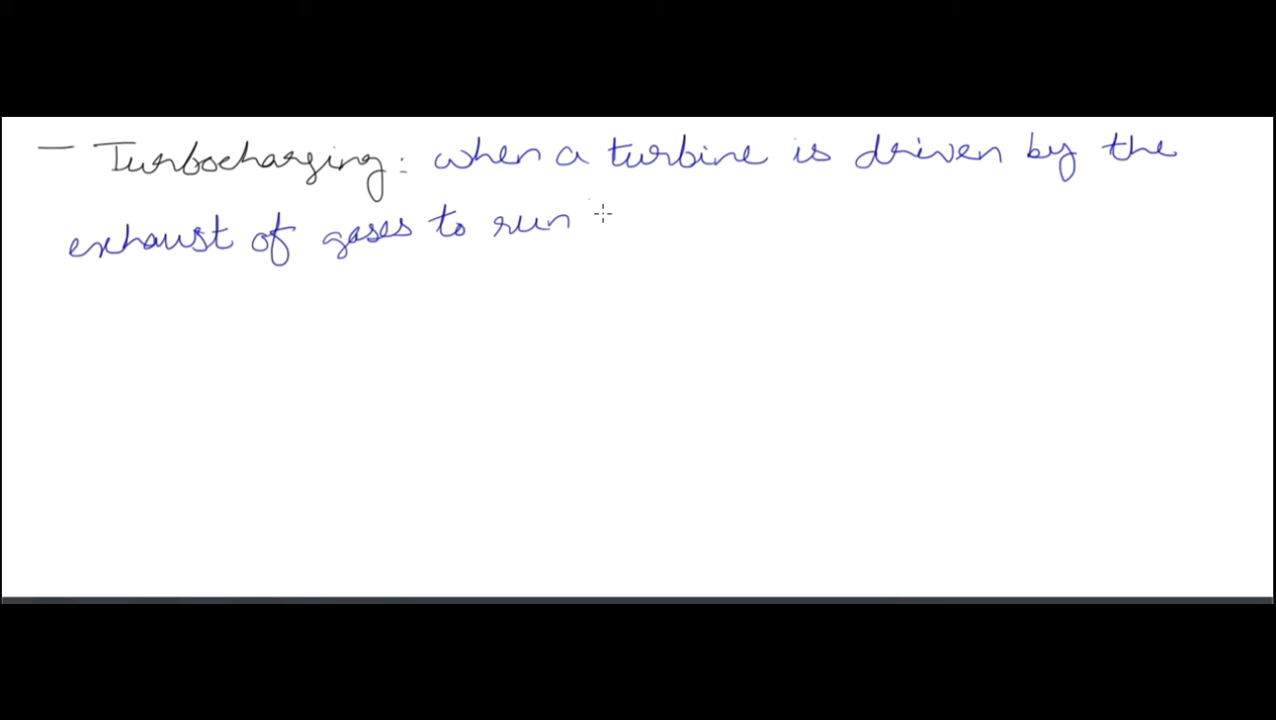 - Turbocharging: when a turbine is driven by the
exhaust of gases to run